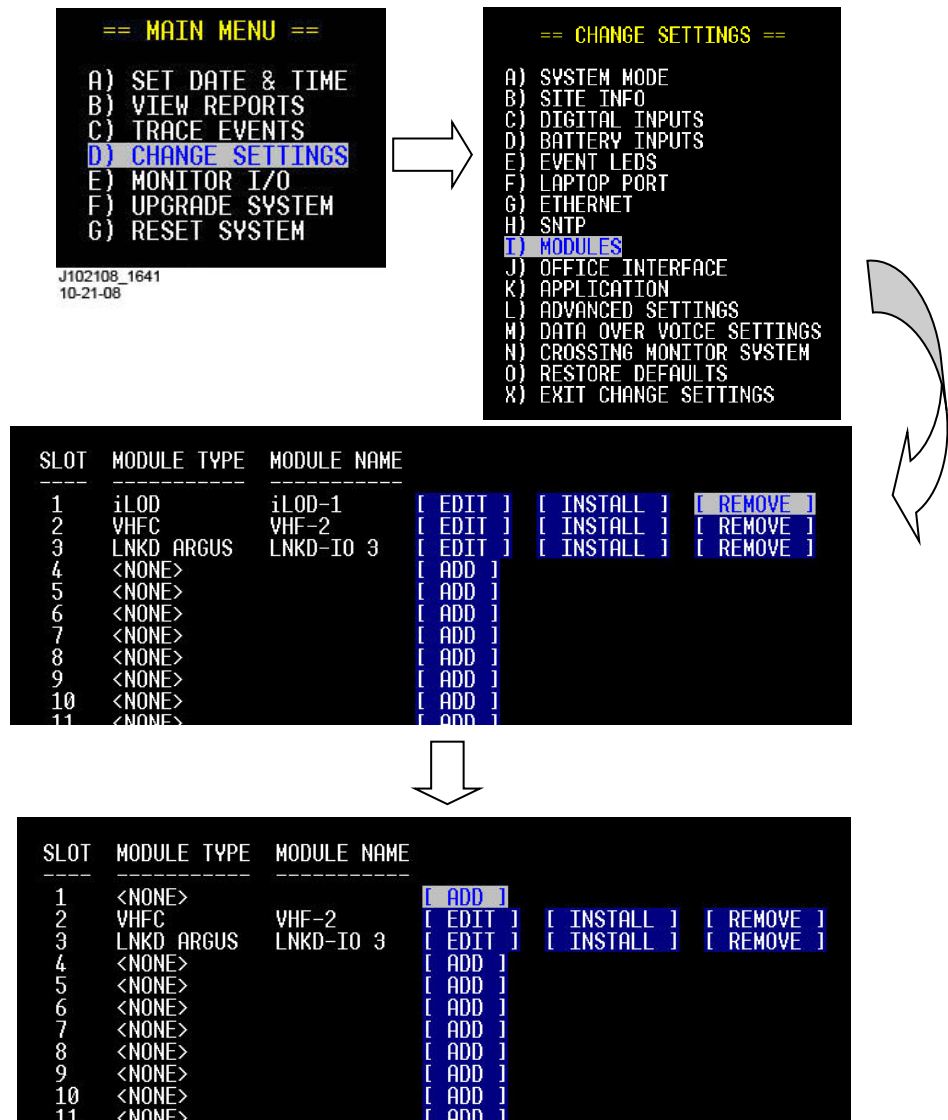 == MAIN MENU ==
A) SET DATE & TIME
B) VIEW REPORTS
C) TRACE EVENTS
D) CHANGE SETTINGS
E) MONITOR I/O
F) UPGRADE SYSTEM
G) RESET SYSTEM
J102108_1641
10-21-08
== CHANGE SETTINGS ==
A) SYSTEM MODE
B) SITE INFO
C) DIGITAL INPUTS
D) BATTERY INPUTS
E) EVENT LEDS
F) LAPTOP PORT
G) ETHERNET
H) SNTP
I) MODULES
J) OFFICE INTERFACE
K) APPLICATION
L) ADVANCED SETTINGS
M) DATA OVER VOICE SETTINGS
N) CROSSING MONITOR SYSTEM
O) RESTORE DEFAULTS
X) EXIT CHANGE SETTINGS
SLOT MODULE TYPE MODULE NAME
---- ----------- -----------
1 iLOD iLOD-1 [ EDIT ] [ INSTALL ] [ REMOVE ]
2 VHFC VHF-2 [ EDIT ] [ INSTALL ] [ REMOVE ]
3 LNKD ARGUS LNKD-IO 3 [ EDIT ] [ INSTALL ] [ REMOVE ]
4 <NONE> [ ADD ]
5 <NONE> [ ADD ]
6 <NONE> [ ADD ]
7 <NONE> [ ADD ]
8 <NONE> [ ADD ]
9 <NONE> [ ADD ]
10 <NONE> [ ADD ]
11 <NONE> [ ADD ]
SLOT MODULE TYPE MODULE NAME
---- ----------- -----------
1 <NONE> [ ADD ]
2 VHFC VHF-2 [ EDIT ] [ INSTALL ] [ REMOVE ]
3 LNKD ARGUS LNKD-IO 3 [ EDIT ] [ INSTALL ] [ REMOVE ]
4 <NONE> [ ADD ]
5 <NONE> [ ADD ]
6 <NONE> [ ADD ]
7 <NONE> [ ADD ]
8 <NONE> [ ADD ]
9 <NONE> [ ADD ]
10 <NONE> [ ADD ]
11 <NONE> [ ADD ]